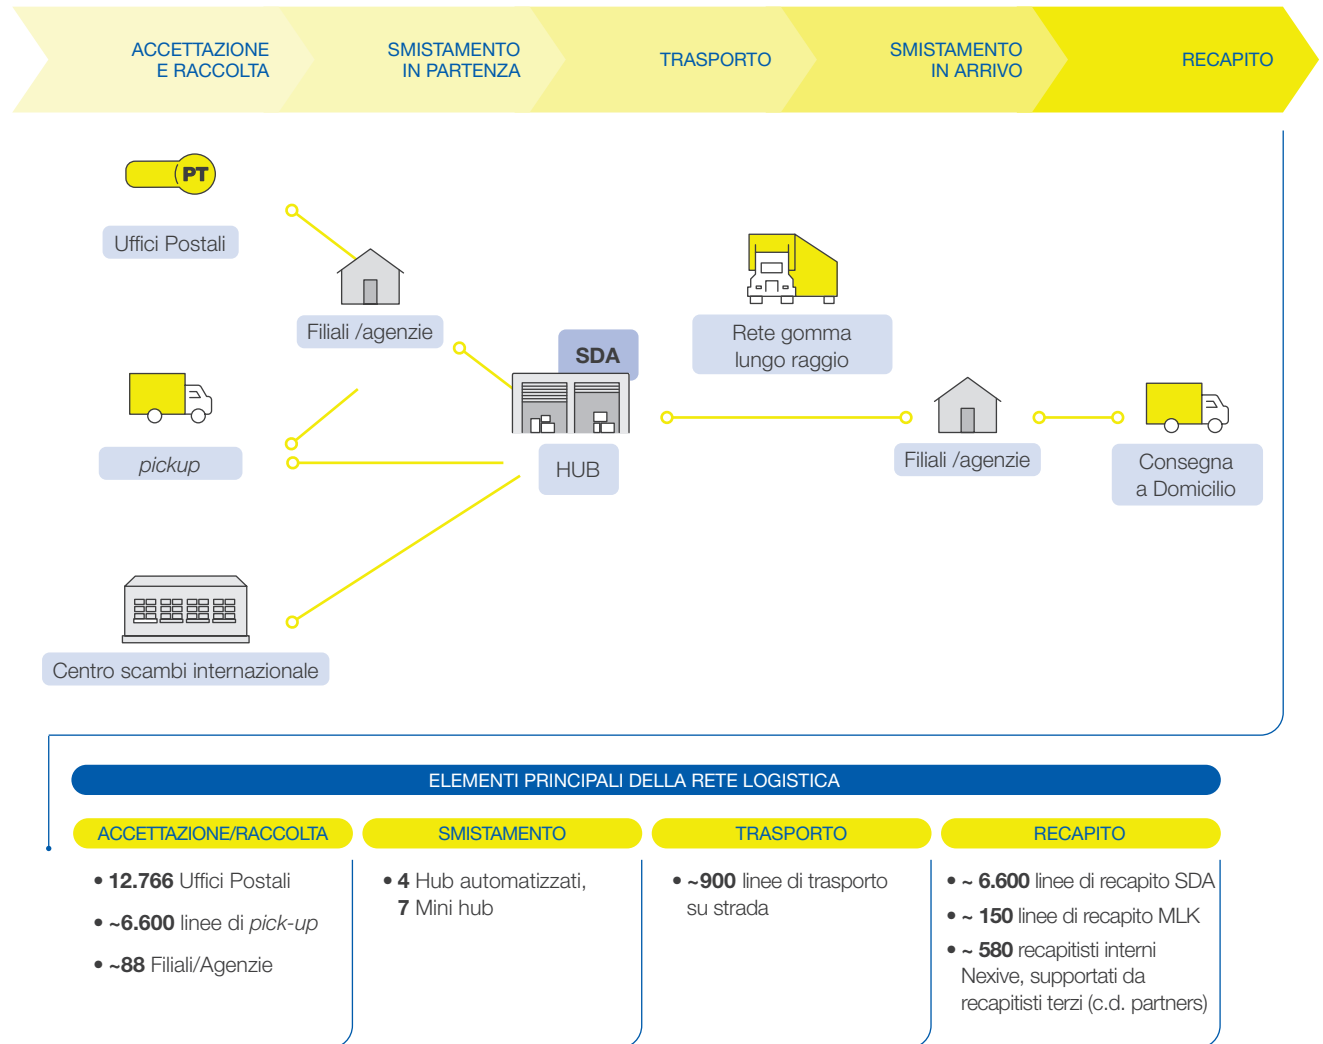 ACCETTAZIONE
E RACCOLTA
SMISTAMENTO
IN PARTENZA
TRASPORTO
SMISTAMENTO
IN ARRIVO
RECAPITO
PT
Uffici Postali
Filiali /agenzie
pickup
SDA
HUB
Rete gomma
lungo raggio
Filiali /agenzie
Consegna
a Domicilio
Centro scambi internazionale
ELEMENTI PRINCIPALI DELLA RETE LOGISTICA
ACCETTAZIONE/RACCOLTA
• 12.766 Uffici Postali
• ~6.600 linee di pick-up
• ~88 Filiali/Agenzie
SMISTAMENTO
• 4 Hub automatizzati,
7 Mini hub
TRASPORTO
• ~900 linee di trasporto
su strada
RECAPITO
• ~ 6.600 linee di recapito SDA
• ~ 150 linee di recapito MLK
• ~ 580 recapitisti interni
Nexive, supportati da
recapitisti terzi (c.d. partners)